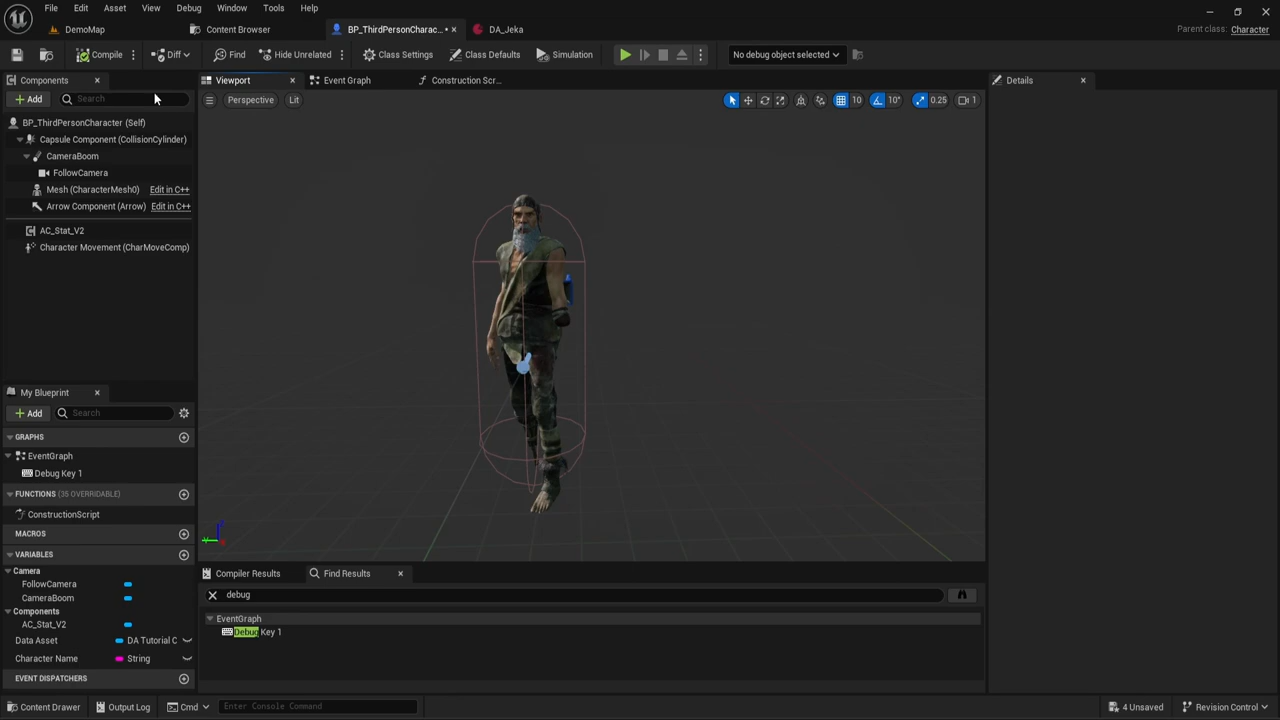 File Edit Asset View Debug Window Tools Help
DemoMap Content Browser BP_ThirdPersonCharac... • DA_Jeka
Parent class: Character
Compile Diff Find Hide Unrelated Class Settings Class Defaults Simulation No debug object selected
Components Viewport Event Graph Construction Scr... Details
Add Search Perspective Lit 10 10° 0.25 1
BP_ThirdPersonCharacter (Self)
Capsule Component (CollisionCylinder)
CameraBoom
FollowCamera
Mesh (CharacterMesh0) Edit in C++
Arrow Component (Arrow) Edit in C++
AC_Stat_V2
Character Movement (CharMoveComp)
My Blueprint
Add Search
GRAPHS
EventGraph
Debug Key 1
FUNCTIONS (35 OVERRIDABLE)
ConstructionScript
MACROS
VARIABLES
Camera
FollowCamera
CameraBoom
Components
AC_Stat_V2
Data Asset DA Tutorial C
Character Name String
EVENT DISPATCHERS
Compiler Results Find Results
debug
EventGraph
Debug Key 1
Content Drawer Output Log Cmd Enter Console Command 4 Unsaved Revision Control